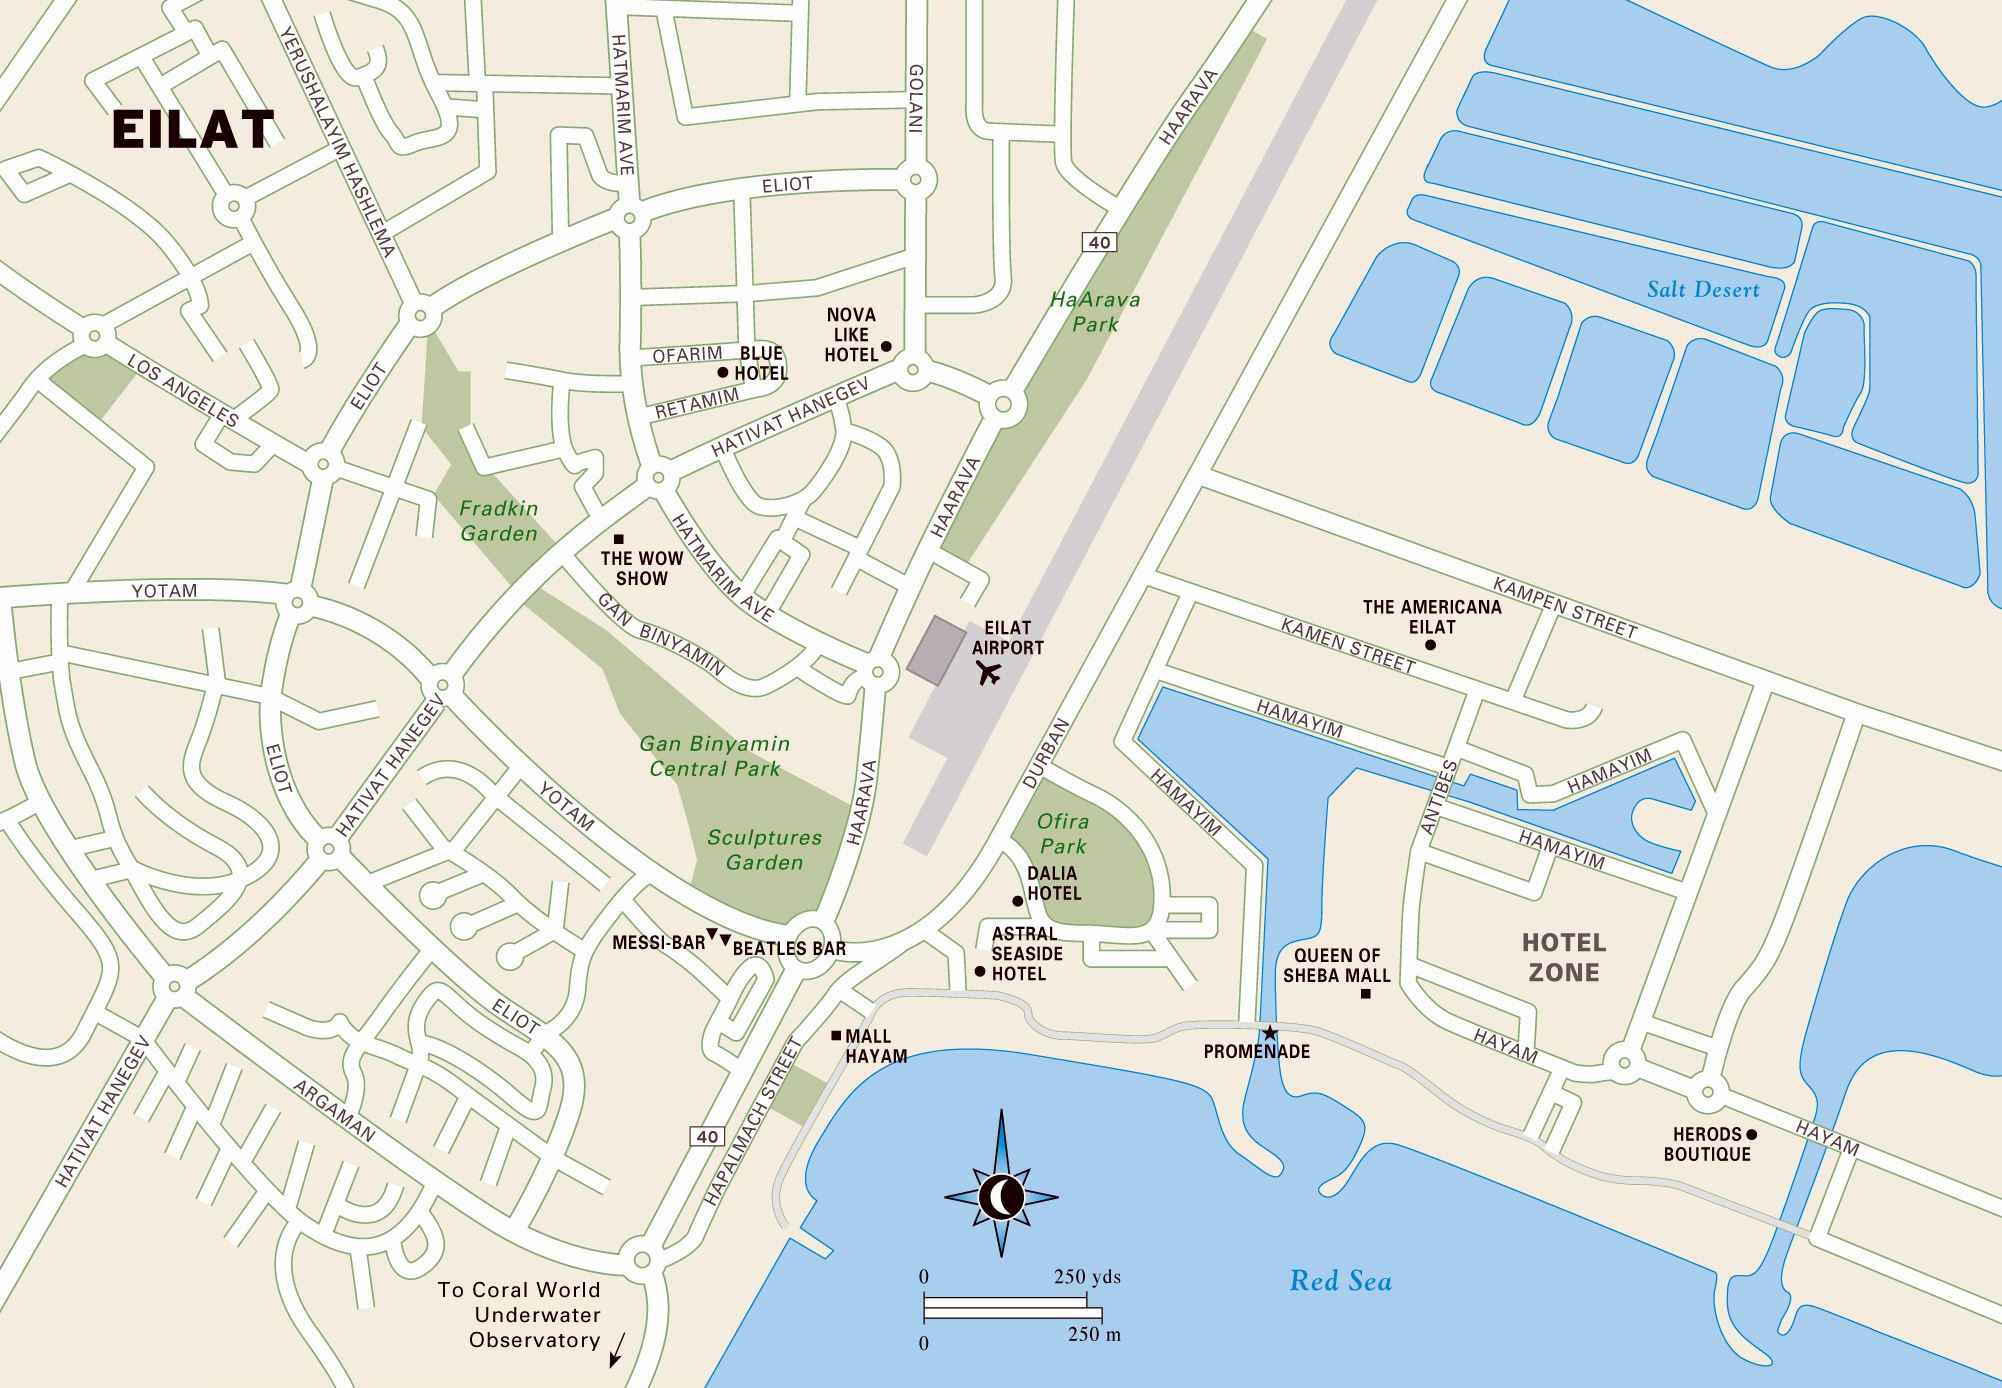 EILAT
YERUSHALAYIM HASHLEMA
HATMARIM AVE
GOLANI
HAARAVA
ELIOT
40
Salt Desert
HaArava
Park
NOVA
LIKE
HOTEL
OFARIM
BLUE
HOTEL
RETAMIM
LOS ANGELES
ELIOT
HATIVAT HANEGEV
HAARAVA
Fradkin
Garden
THE WOW
SHOW
HATMARIM AVE
YOTAM
GAN BINYAMIN
EILAT
AIRPORT
KAMPEN STREET
THE AMERICANA
EILAT
KAMEN STREET
HAMAYIM
HATIVAT HANEGEV
ELIOT
Gan Binyamin
Central Park
DURBAN
YOTAM
HAARAVA
HAMAYIM
ANTIBES
HAMAYIM
HAMAYIM
Sculptures
Garden
Ofira
Park
DALIA
HOTEL
MESSI-BAR
BEATLES BAR
ASTRAL
SEASIDE
HOTEL
QUEEN OF
SHEBA MALL
HOTEL
ZONE
ELIOT
MALL
HAYAM
PROMENADE
HAYAM
HATIVAT HANEGEV
ARGAMAN
40
HAPALMACH STREET
HERODS
BOUTIQUE
HAYAM
To Coral World
Underwater
Observatory
0
250 yds
0
250 m
Red Sea